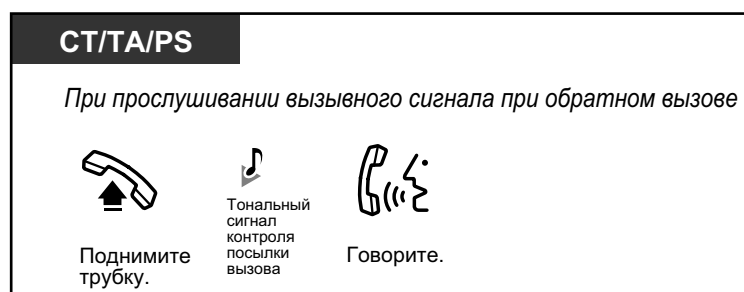 CT/TA/PS
При прослушивании вызывного сигнала при обратном вызове
Поднимите
трубку.
Тональный
сигнал
контроля
посылки
вызова
Говорите.